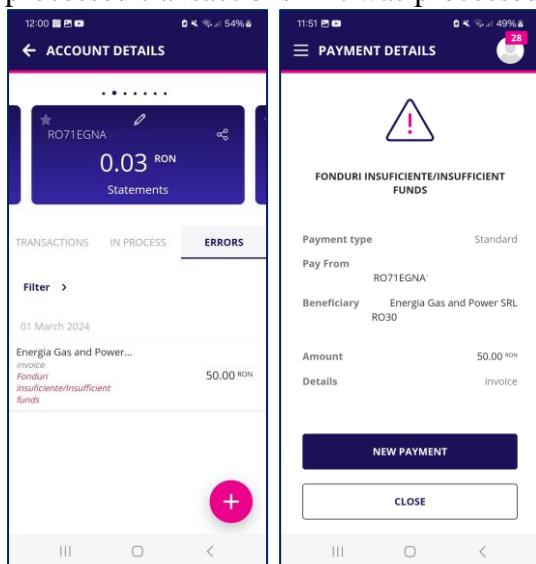 12:00 54%
ACCOUNT DETAILS
RO71EGNA
0.03 RON
Statements
TRANSACTIONS IN PROCESS ERRORS
Filter >
01 March 2024
Energia Gas and Power...
invoice
Fonduri
insuficiente/Insufficient
funds
50.00 RON
+
11:51 49%
28
PAYMENT DETAILS
!
FONDURI INSUFICIENTE/INSUFFICIENT
FUNDS
Payment type Standard
Pay From
RO71EGNA
Beneficiary Energia Gas and Power SRL
RO30
Amount 50.00 RON
Details invoice
NEW PAYMENT
CLOSE